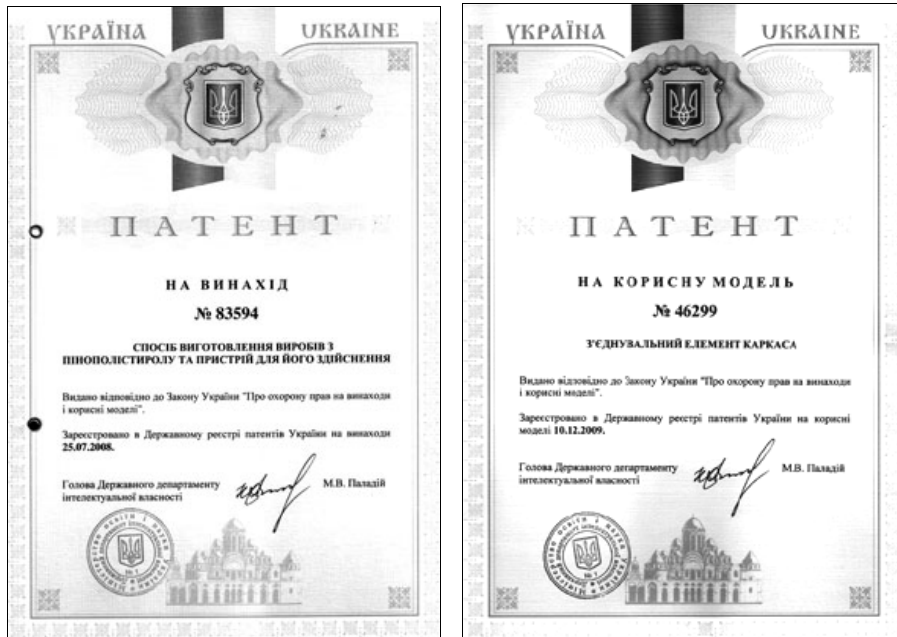 УКРАЇНА UKRAINE
ПАТЕНТ
НА ВИНАХІД
№ 83594
СПОСІБ ВИГОТОВЛЕННЯ ВИРОБІВ З
ПІНОПОЛІСТИРОЛУ ТА ПРИСТРІЙ ДЛЯ ЙОГО ЗДІЙСНЕННЯ
Видано відповідно до Закону України "Про охорону прав на винаходи
і корисні моделі".
Зареєстровано в Державному реєстрі патентів України на винаходи
25.07.2008.
Голова Державного департаменту
інтелектуальної власності
М.В. Паладій
УКРАЇНА UKRAINE
ПАТЕНТ
НА КОРИСНУ МОДЕЛЬ
№ 46299
З'ЄДНУВАЛЬНИЙ ЕЛЕМЕНТ КАРКАСА
Видано відповідно до Закону України "Про охорону прав на винаходи
і корисні моделі".
Зареєстровано в Державному реєстрі патентів України на корисні
моделі 10.12.2009.
Голова Державного департаменту
інтелектуальної власності
М.В. Паладій